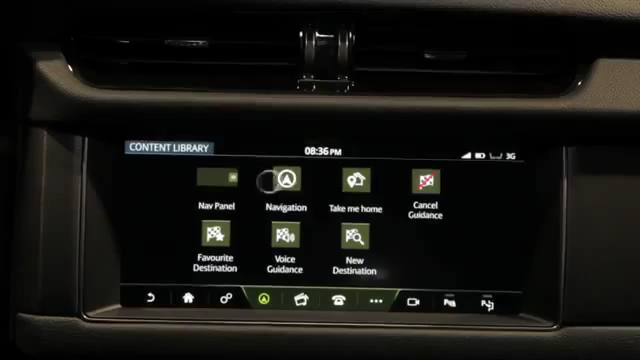 CONTENT LIBRARY
08:36 PM
3G
Nav Panel
Navigation
Take me home
Cancel
Guidance
Favourite
Destination
Voice
Guidance
New
Destination